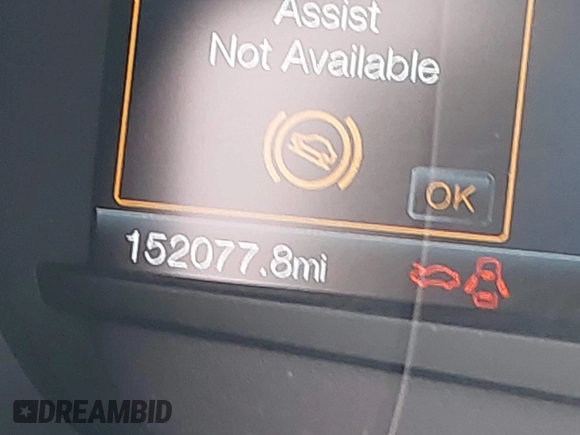 Assist
Not Available
OK
152077.8mi
DREAMBID